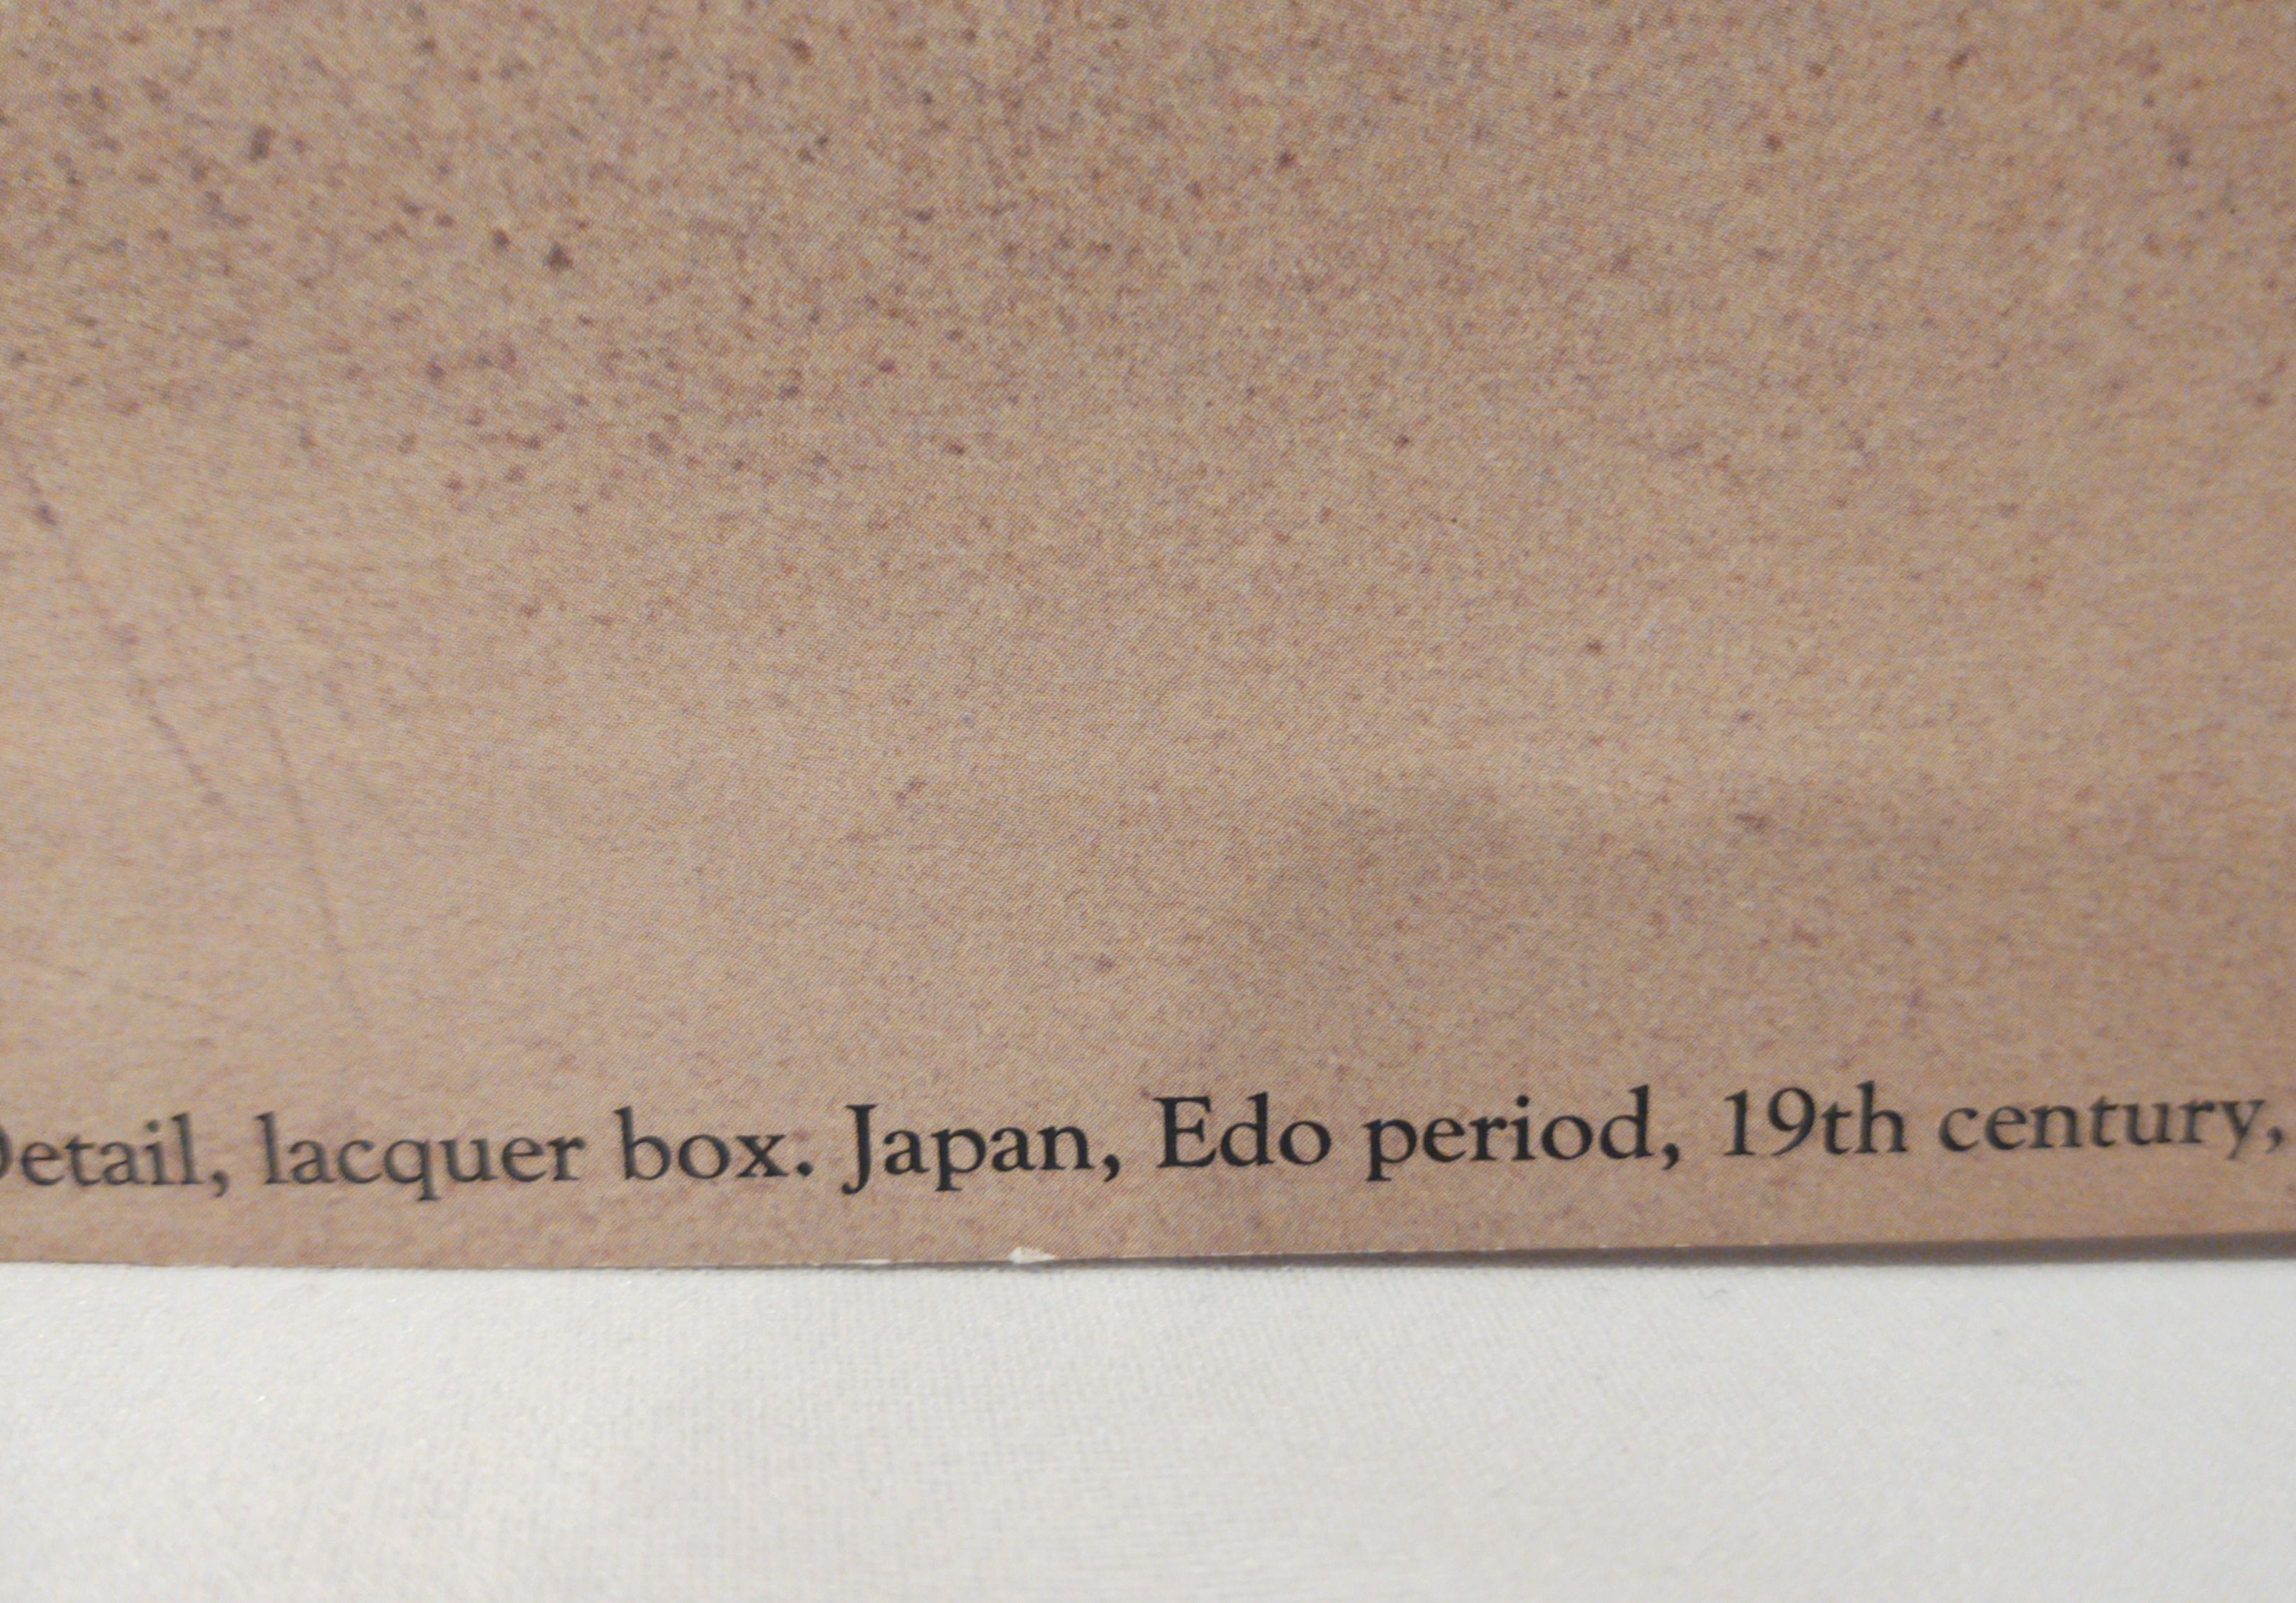 Detail, lacquer box. Japan, Edo period, 19th century,